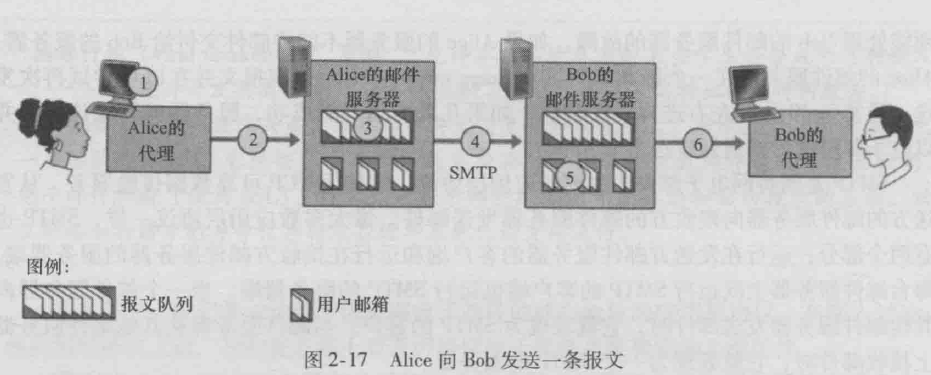 ①
Alice的
代理
②
Alice的邮件
服务器
③
④
SMTP
Bob的
邮件服务器
⑤
⑥
Bob的
代理
图例:
报文队列
用户邮箱
图 2-17 Alice 向 Bob 发送一条报文